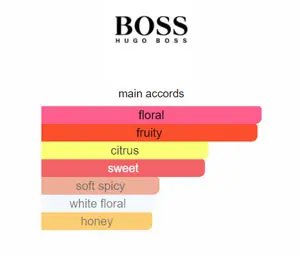 BOSS
HUGO BOSS
main accords
floral
fruity
citrus
sweet
soft spicy
white floral
honey